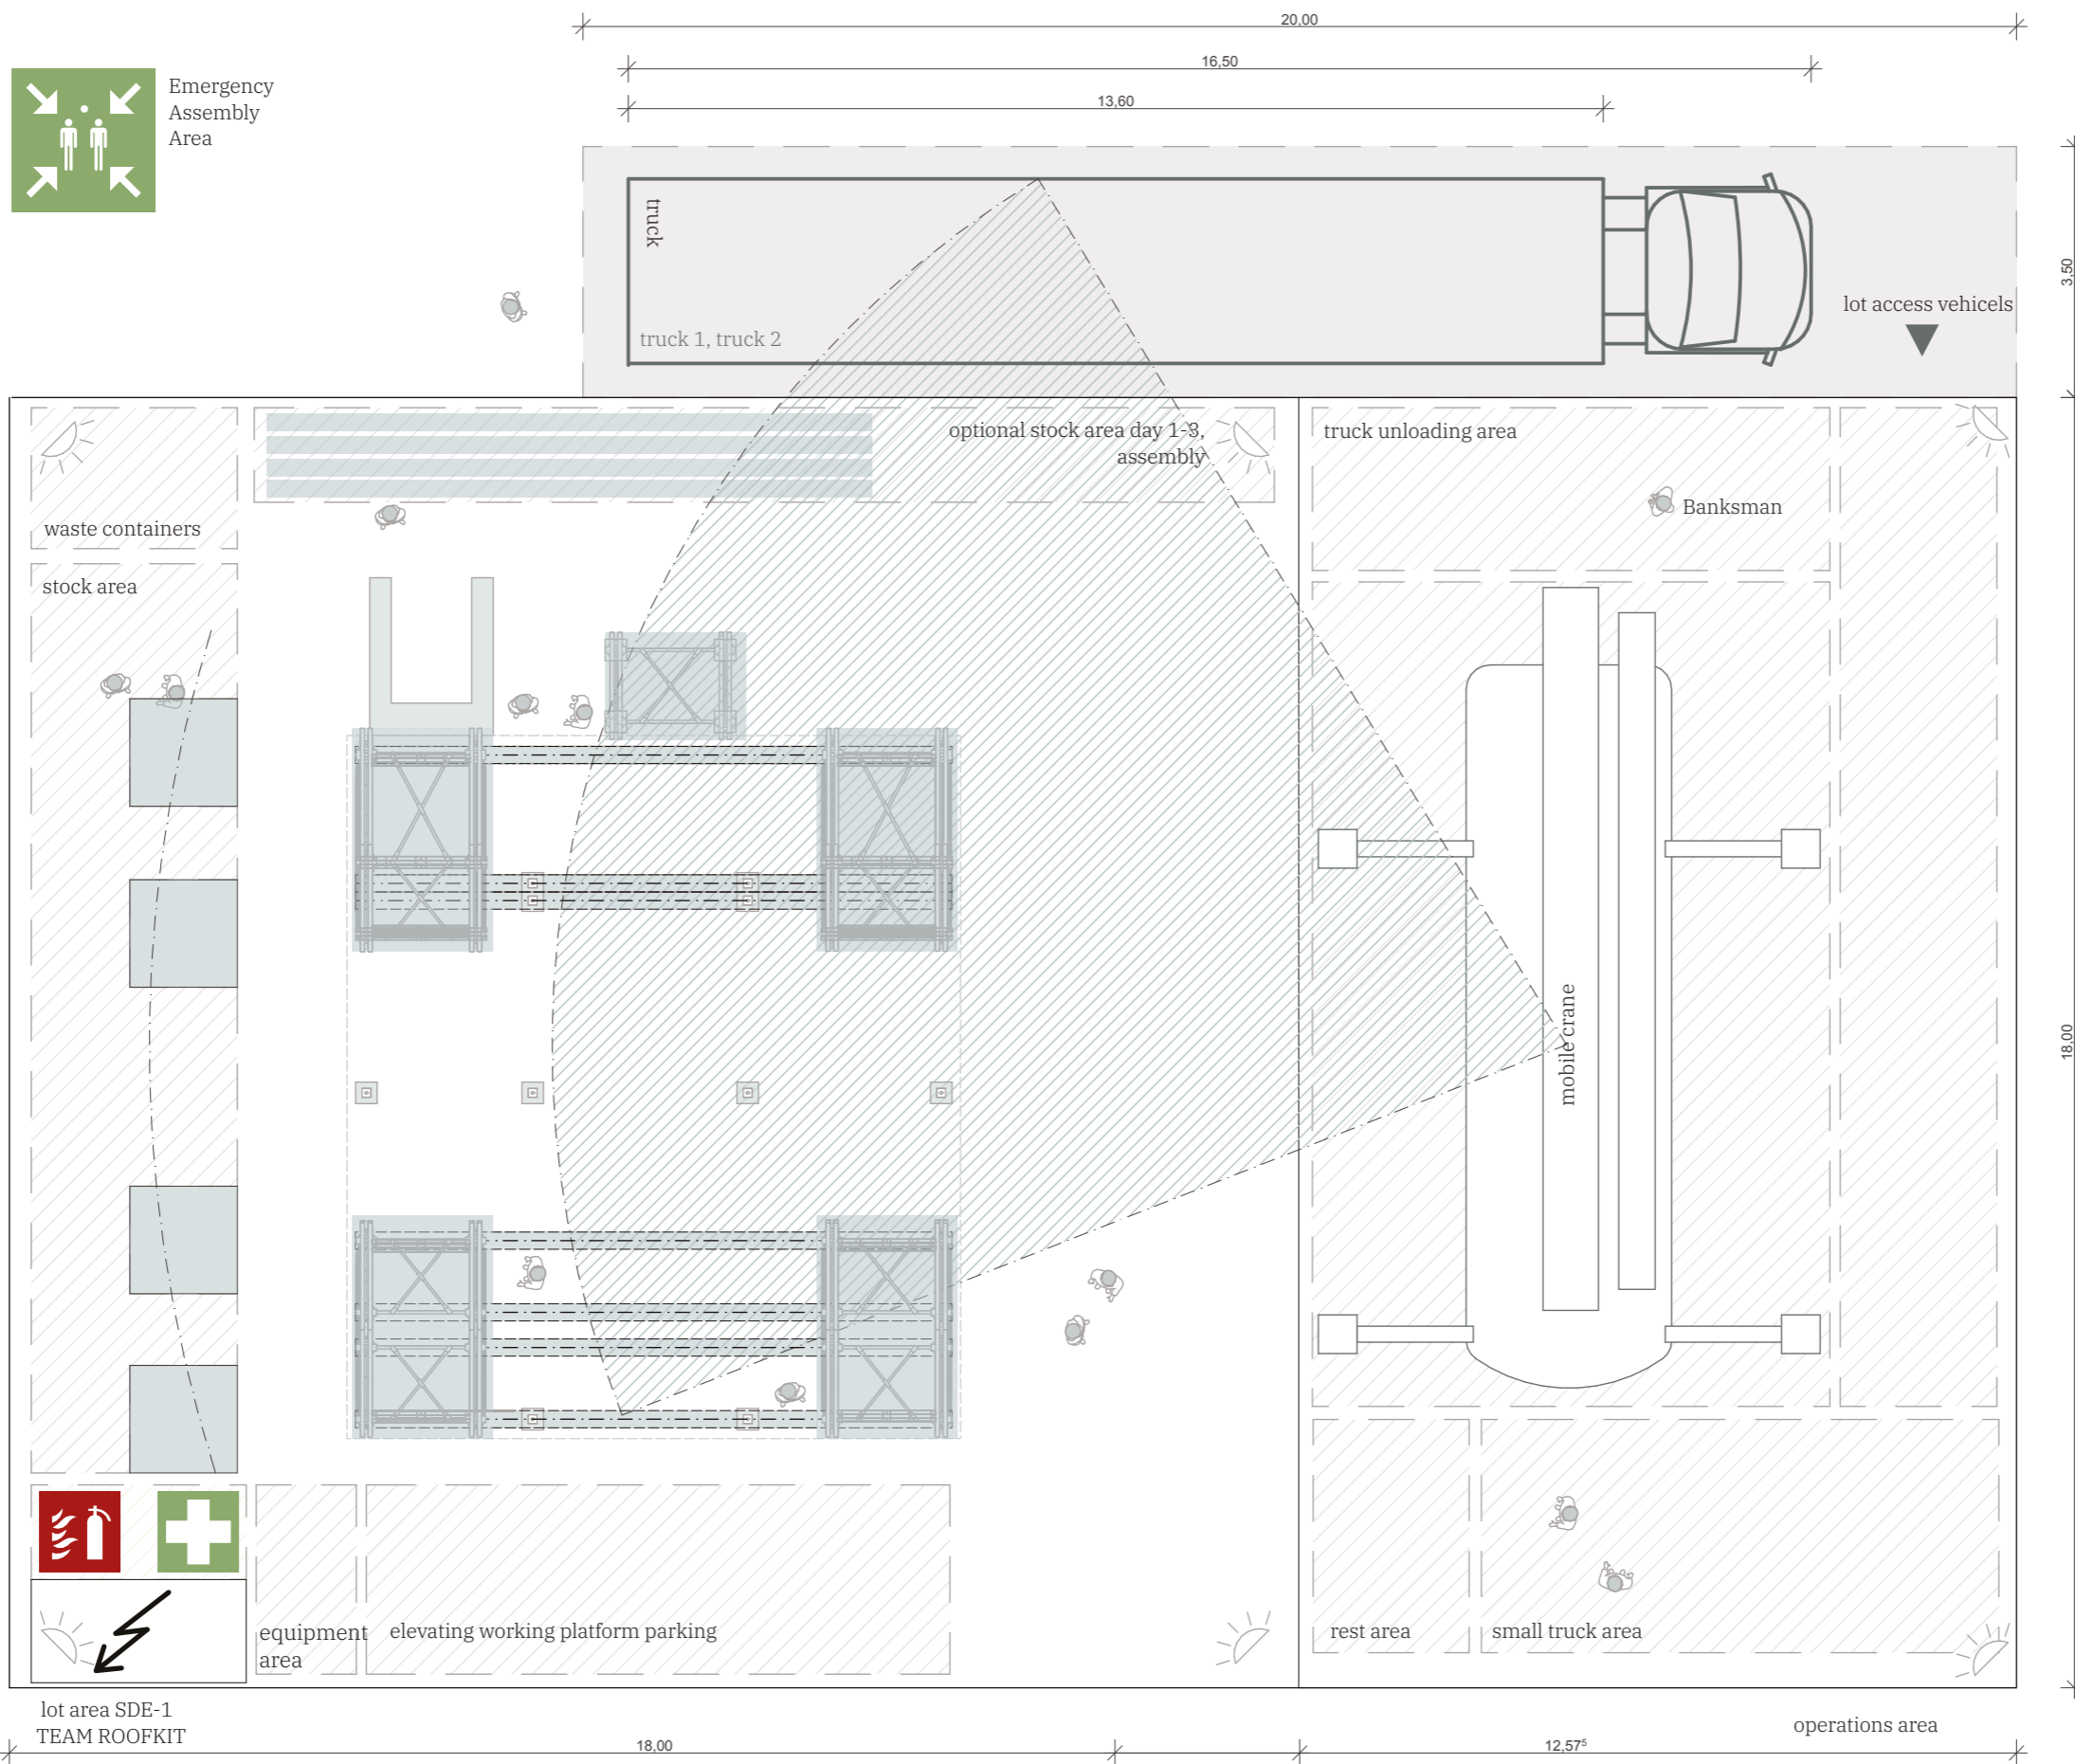 20,00
16,50
13,60
Emergency
Assembly
Area
truck
truck 1, truck 2
lot access vehicels
3,50
optional stock area day 1-3,
assembly
truck unloading area
Banksman
waste containers
stock area
mobile crane
18,00
equipment
area
elevating working platform parking
rest area
small truck area
lot area SDE-1
TEAM ROOFKIT
operations area
18,00
12,57⁵